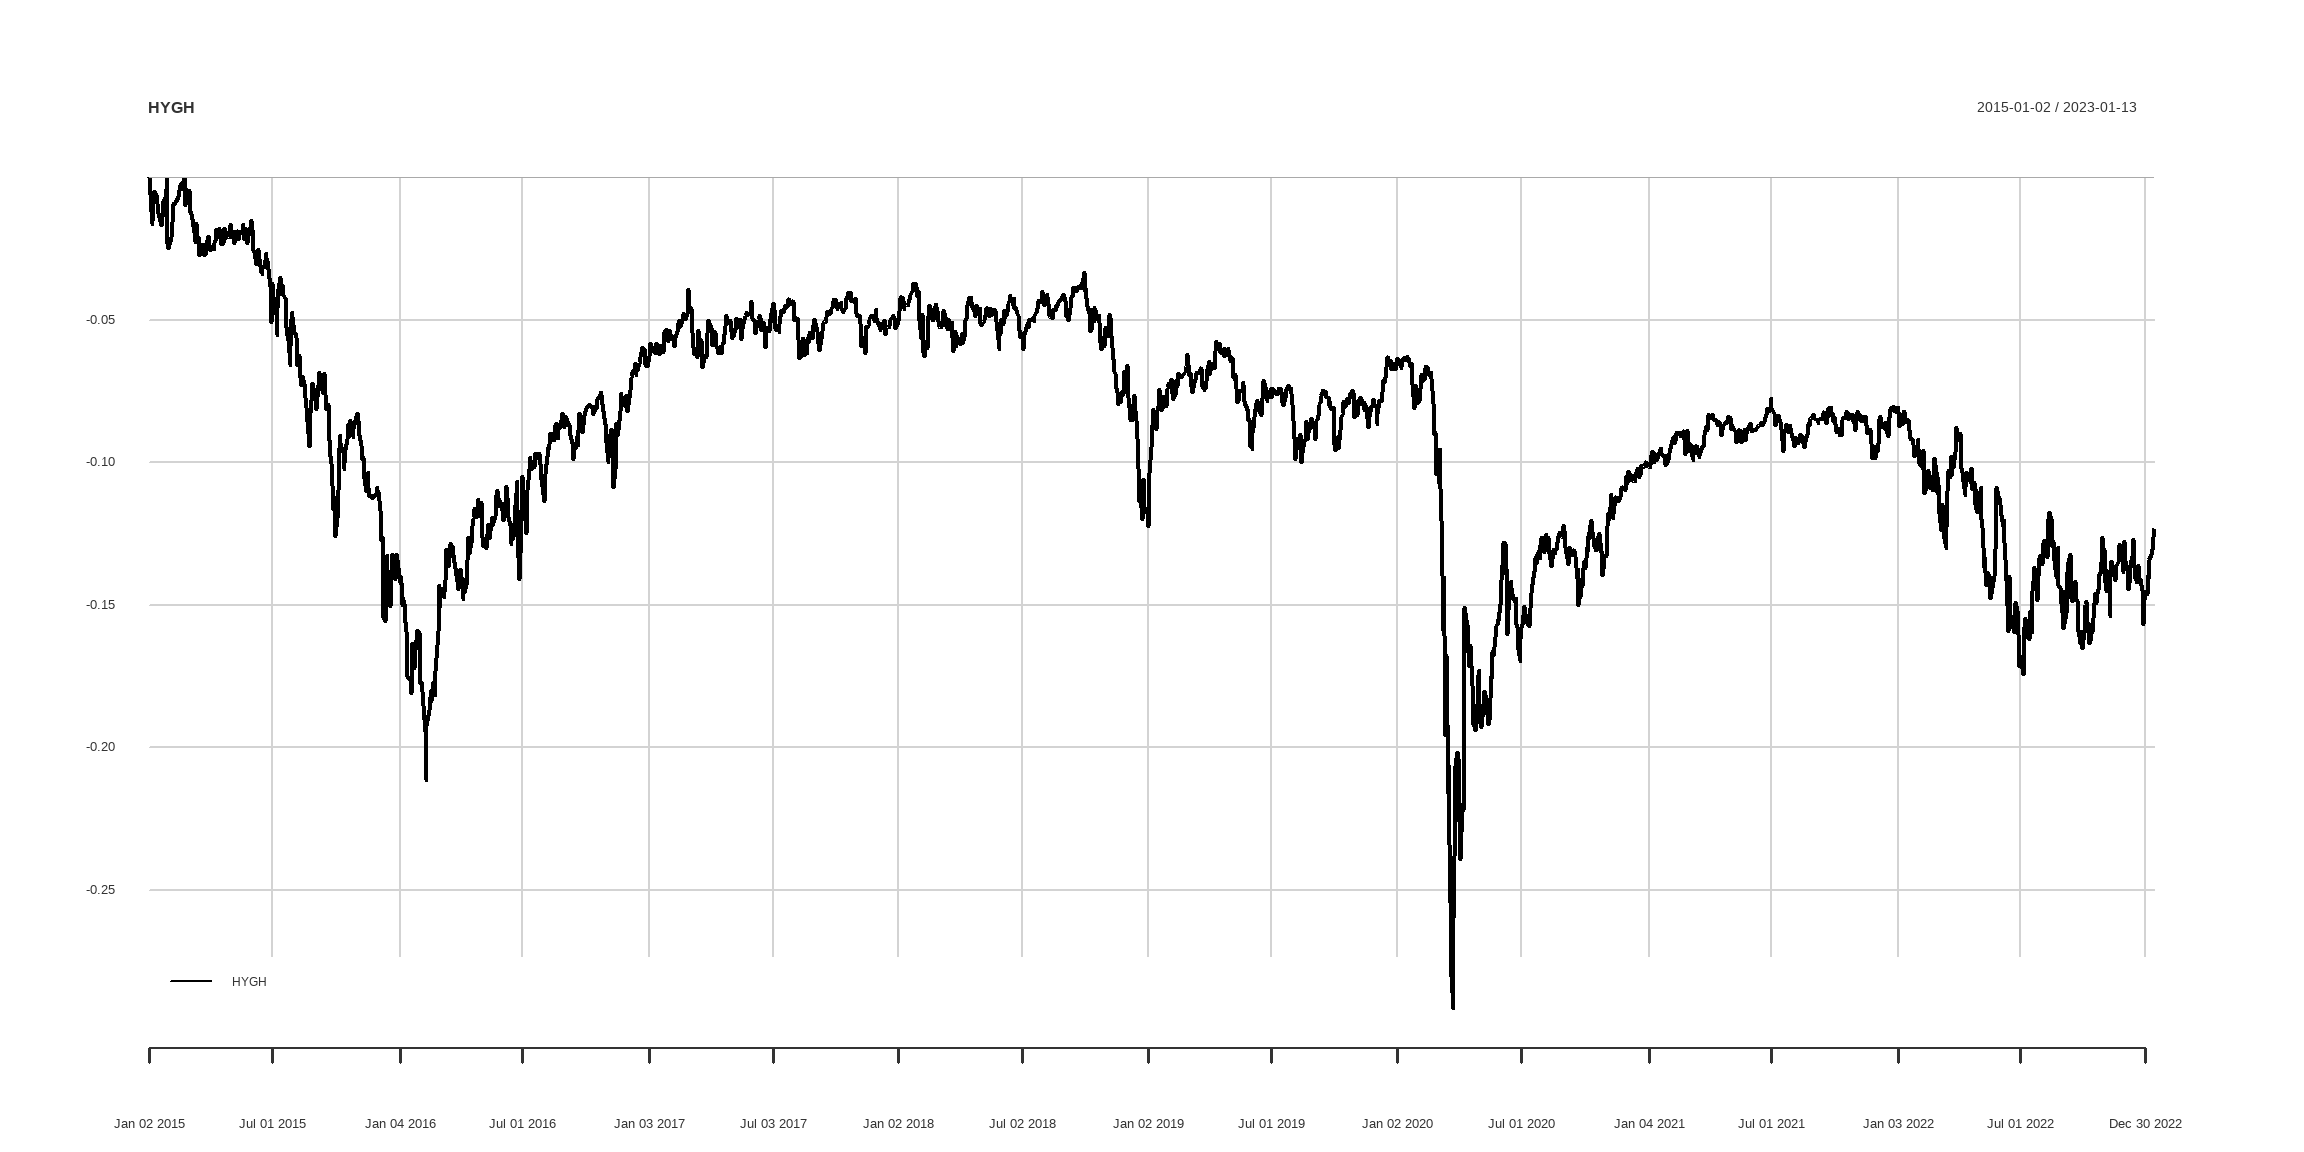 HYGH
2015-01-02 / 2023-01-13
-0.05
-0.10
-0.15
-0.20
-0.25
HYGH
Jan 02 2015
Jul 01 2015
Jan 04 2016
Jul 01 2016
Jan 03 2017
Jul 03 2017
Jan 02 2018
Jul 02 2018
Jan 02 2019
Jul 01 2019
Jan 02 2020
Jul 01 2020
Jan 04 2021
Jul 01 2021
Jan 03 2022
Jul 01 2022
Dec 30 2022